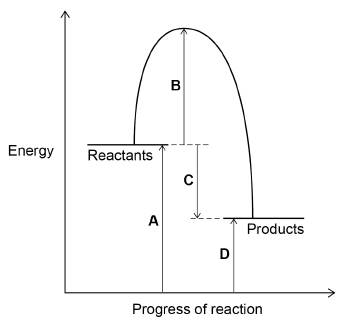 B
Energy
Reactants
C
A
Products
D
Progress of reaction